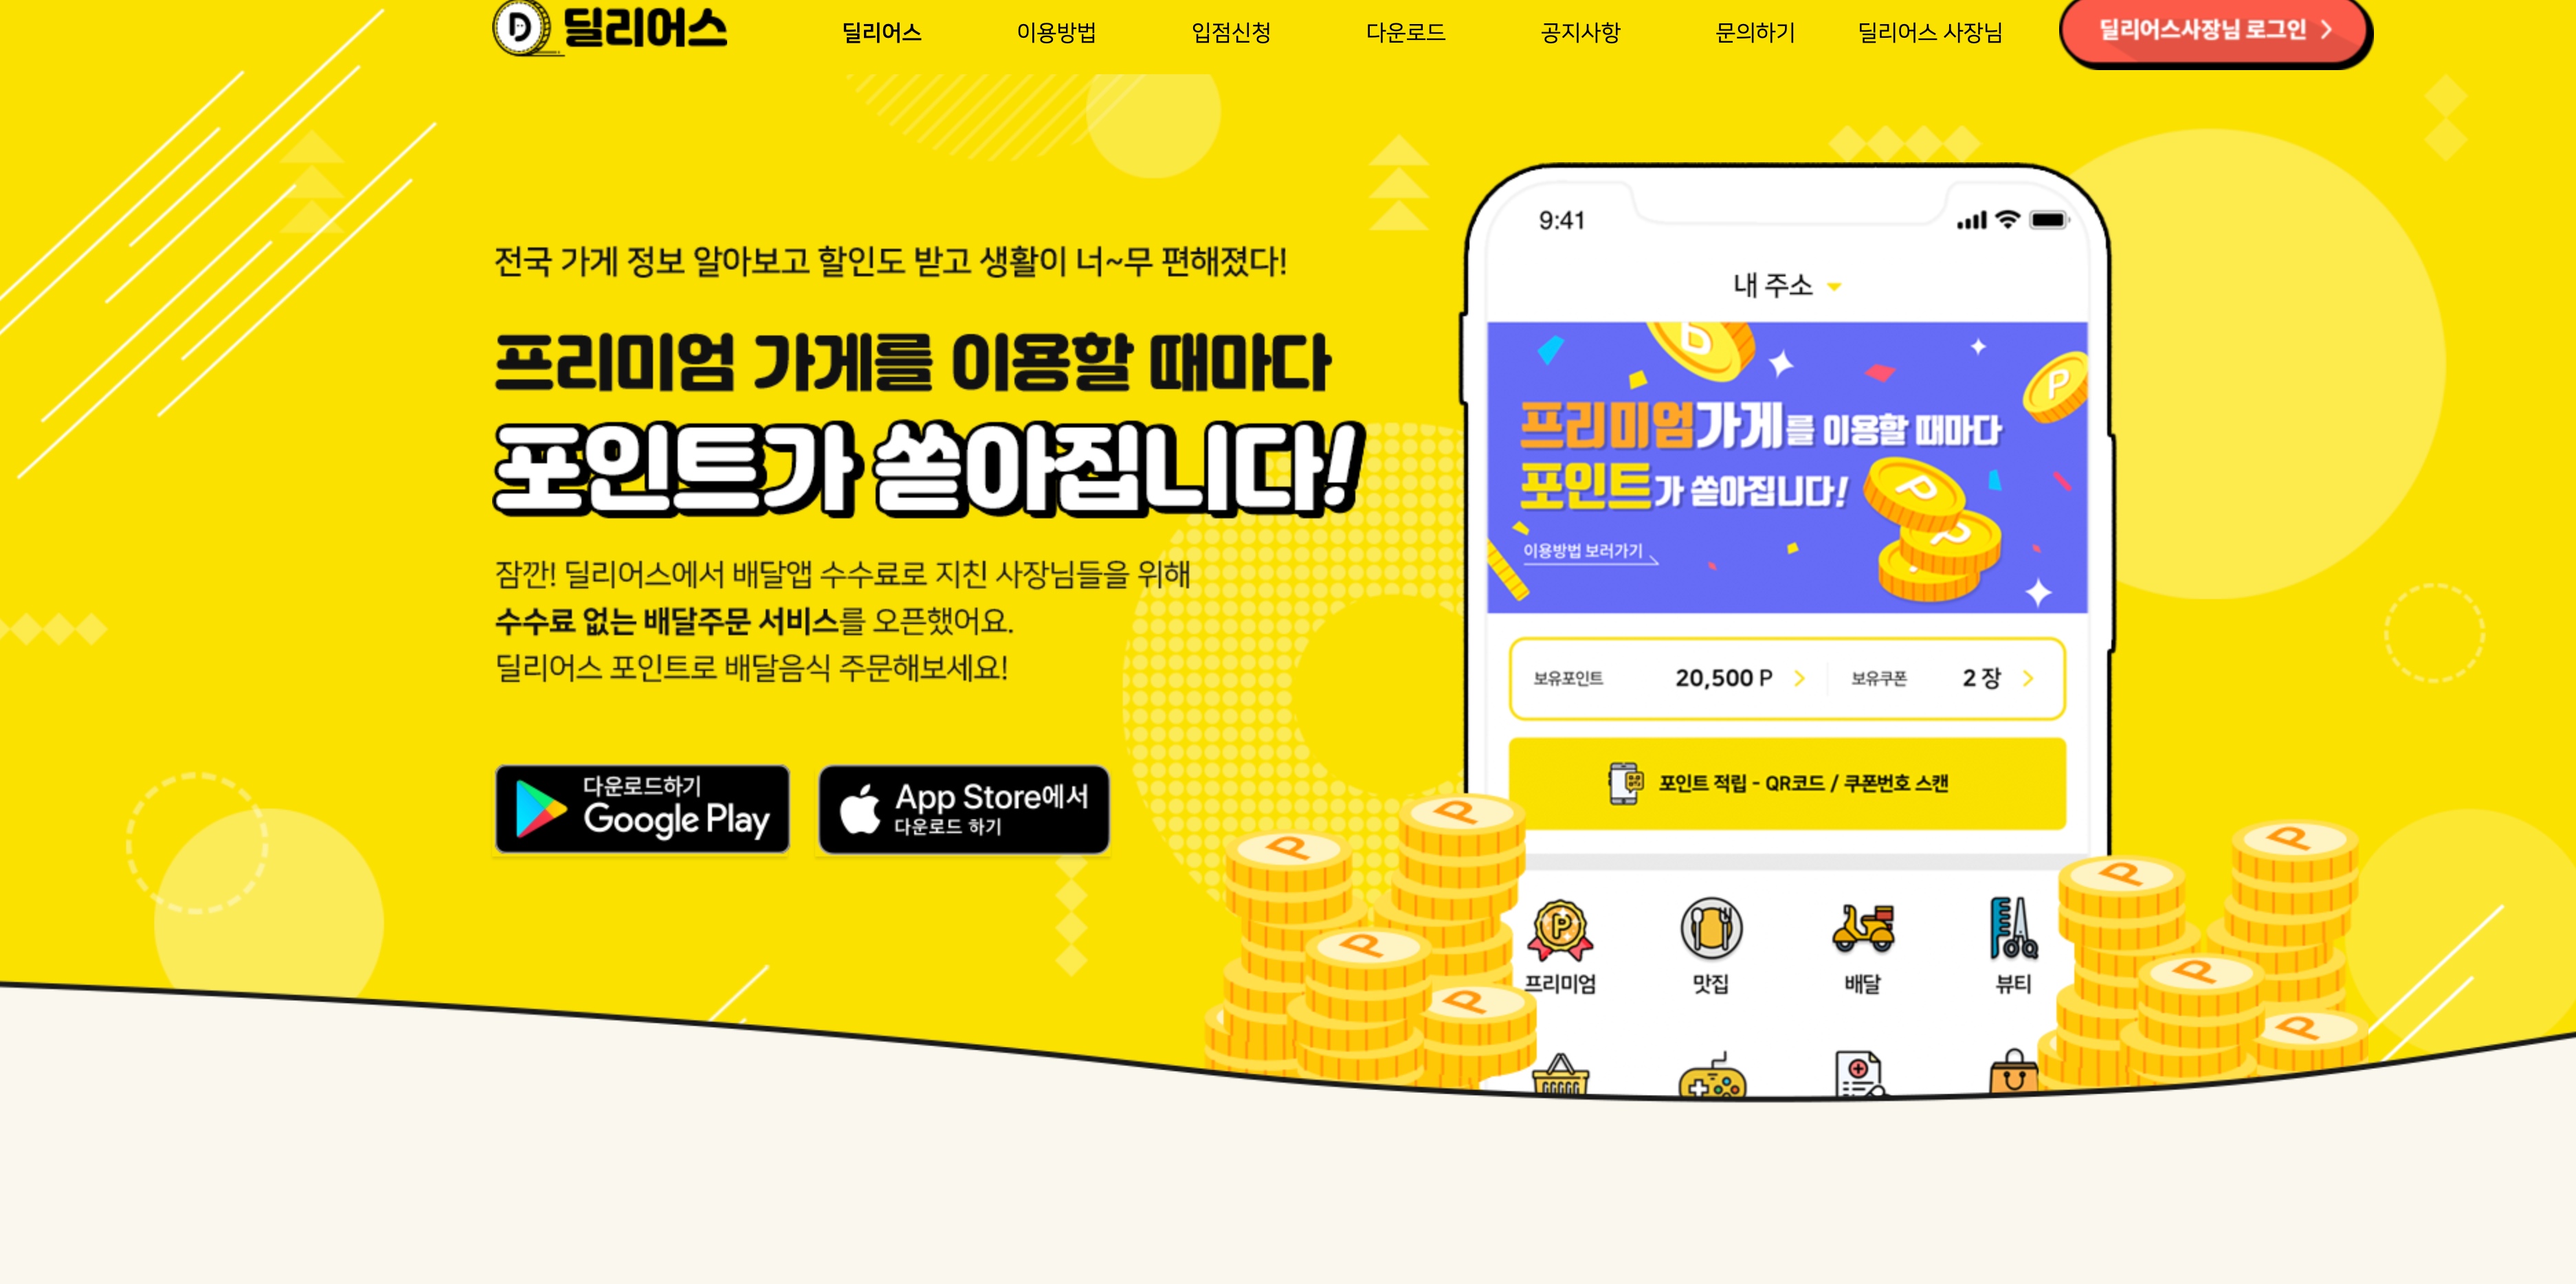 딜리어스
딜리어스 이용방법 입점신청 다운로드 공지사항 문의하기 딜리어스 사장님 딜리어스사장님 로그인
전국 가게 정보 알아보고 할인도 받고 생활이 너~무 편해졌다!
프리미엄 가게를 이용할 때마다
포인트가 쏟아집니다!
잠깐! 딜리어스에서 배달앱 수수료로 지친 사장님들을 위해
수수료 없는 배달주문 서비스를 오픈했어요.
딜리어스 포인트로 배달음식 주문해보세요!
다운로드하기
Google Play
App Store에서
다운로드 하기
9:41
내 주소
프리미엄가게를 이용할 때마다
포인트가 쏟아집니다!
이용방법 보러가기
보유포인트 20,500 P 보유쿠폰 2 장
포인트 적립 - QR코드 / 쿠폰번호 스캔
프리미엄 맛집 배달 뷰티